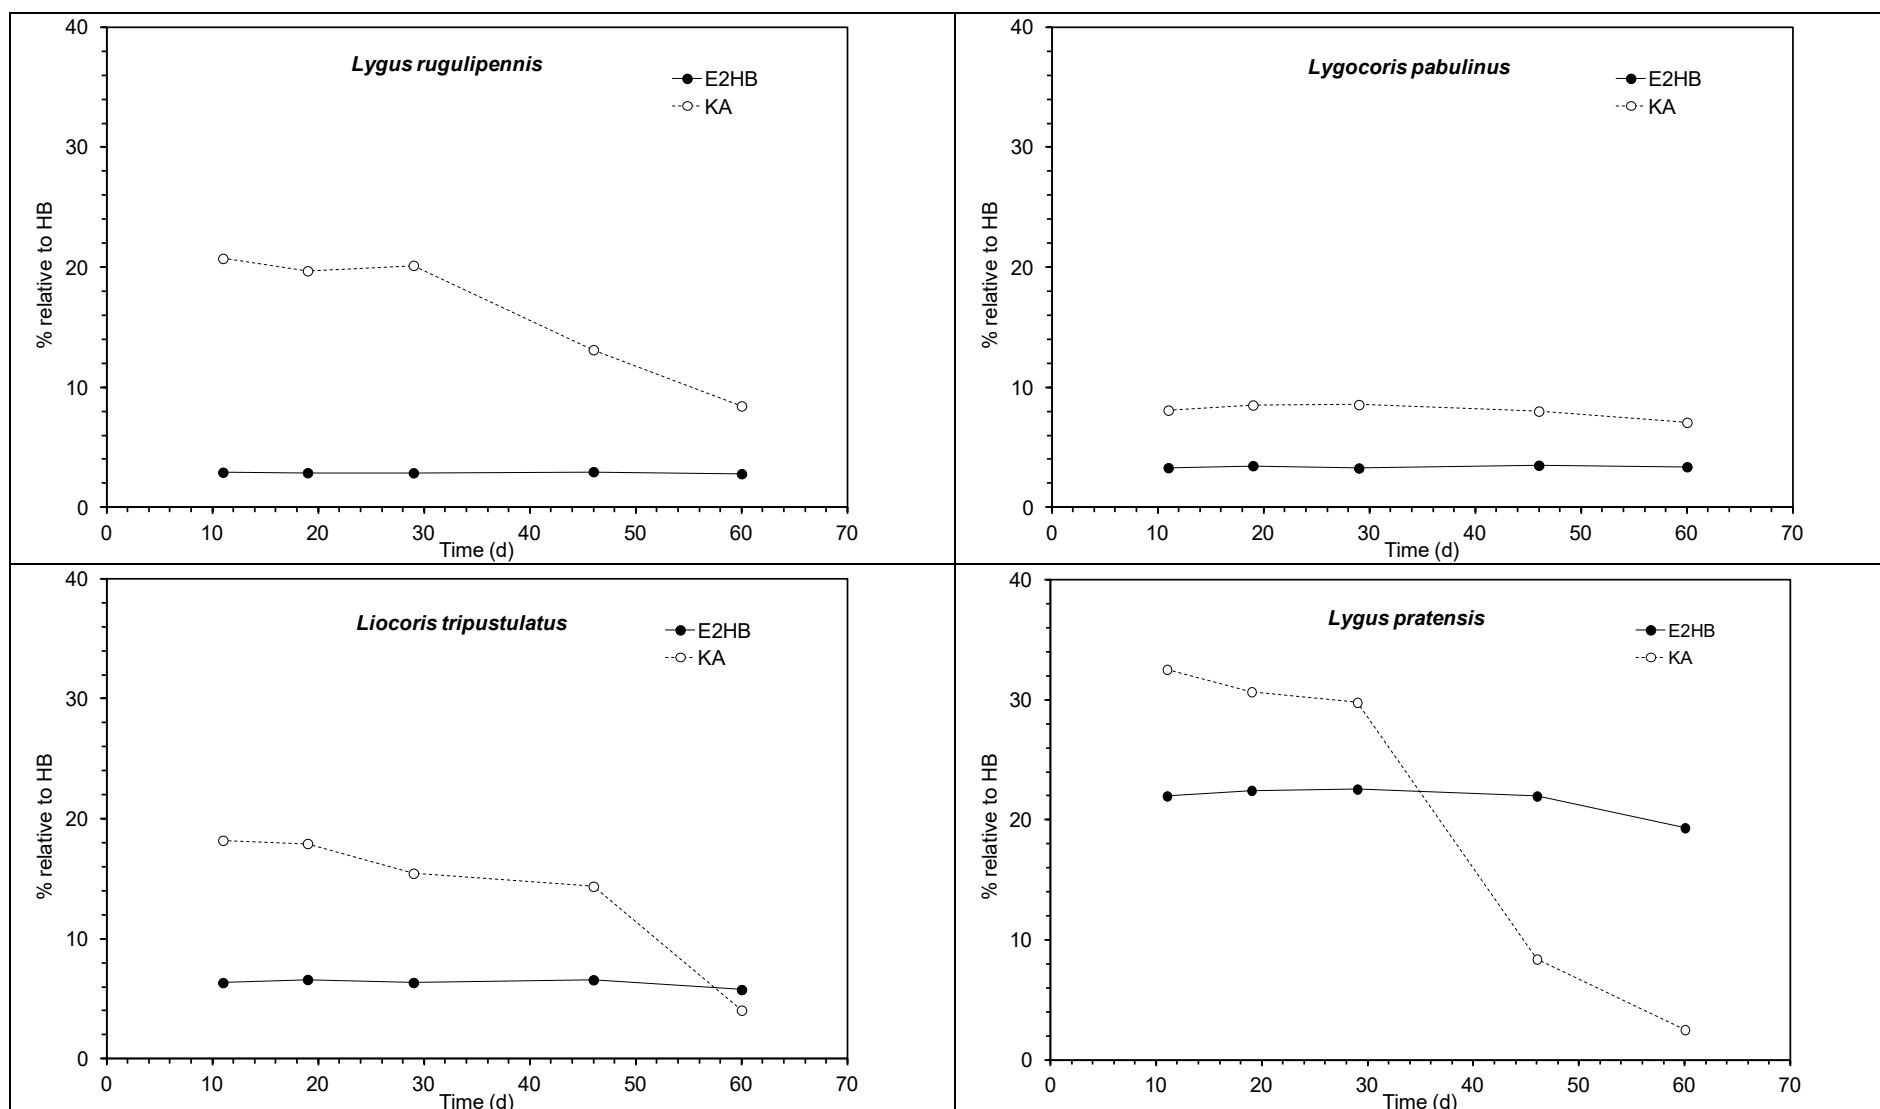 Lygus rugulipennis
E2HB
KA
% relative to HB
40
30
20
10
0
0 10 20 30 40 50 60 70
Time (d)
Lygocoris pabulinus
E2HB
KA
% relative to HB
40
30
20
10
0
0 10 20 30 40 50 60 70
Time (d)
Liocoris tripustulatus
E2HB
KA
% relative to HB
40
30
20
10
0
0 10 20 30 40 50 60 70
Time (d)
Lygus pratensis
E2HB
KA
% relative to HB
40
30
20
10
0
0 10 20 30 40 50 60 70
Time (d)